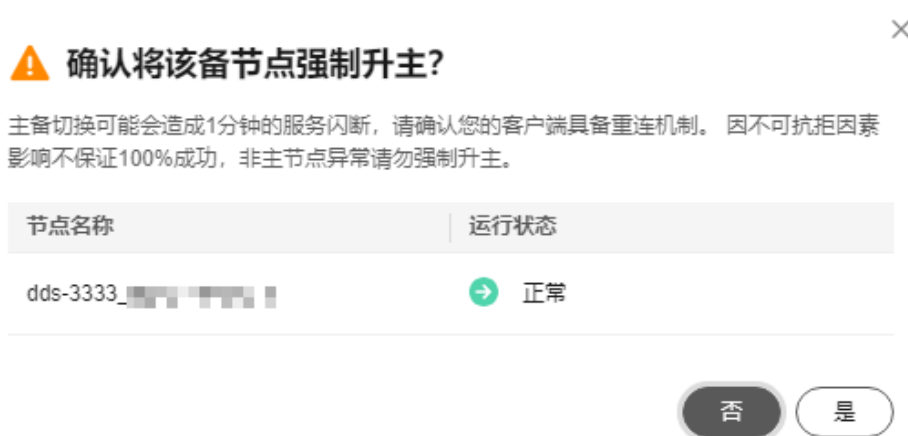 确认将该备节点强制升主？
主备切换可能会造成1分钟的服务闪断，请确认您的客户端具备重连机制。 因不可抗拒因素
影响不保证100%成功，非主节点异常请勿强制升主。
节点名称 运行状态
dds-3333_ 正常
否 是